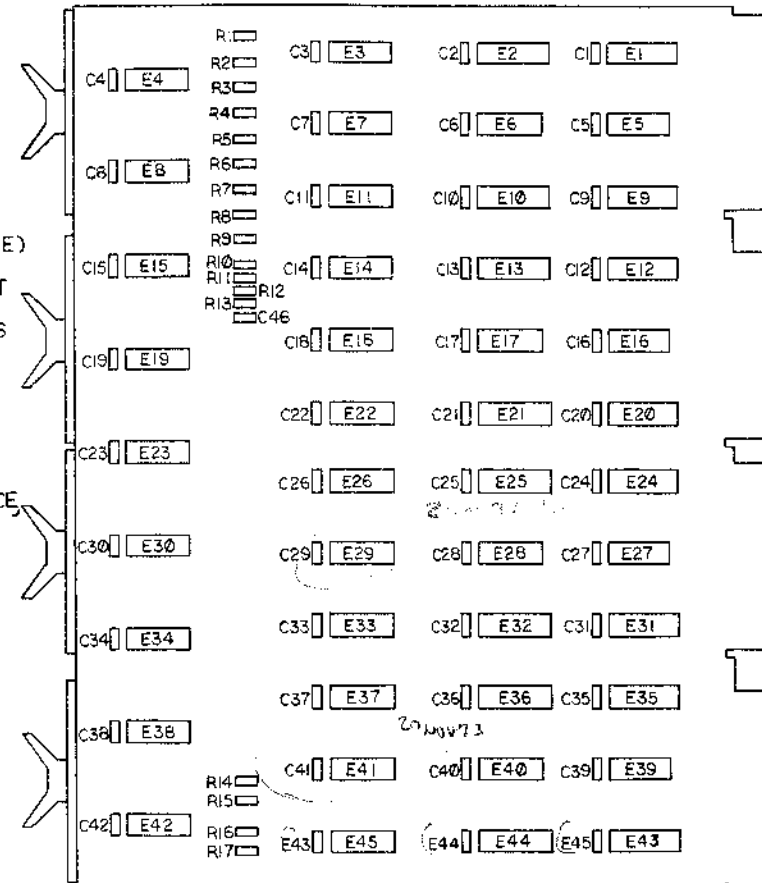 R1
C3 E3 C2 E2 C1 E1
R2
C4 E4
R3
R4
C7 E7 C6 E6 C5 E5
R5
R6
C8 E8
R7
C11 E11 C10 E10 C9 E9
R8
R9
E)
C15 E15 R10 C14 E14 C13 E13 C12 E12
R11
T
R12
R13
C46
S
C18 E18 C17 E17 C16 E16
C19 E19
C22 E22 C21 E21 C20 E20
C23 E23
C26 E26 C25 E25 C24 E24
CE,
C30 E30 C29 E29 C28 E28 C27 E27
C34 E34 C33 E33 C32 E32 C31 E31
C37 E37 C36 E36 C35 E35
C38 E38
C41 E41 C40 E40 C39 E39
R14
R15
C42 E42
R16
E43 E45 E44 E44 E45 E43
R17